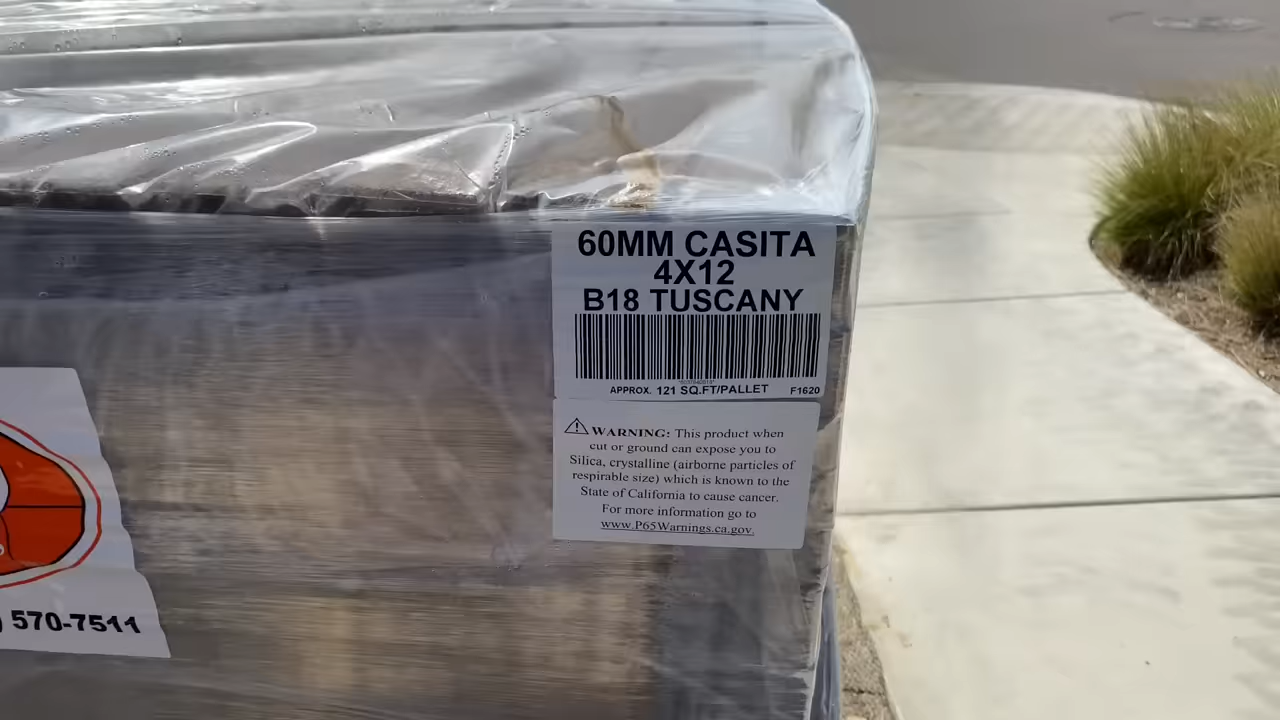 60MM CASITA
4X12
B18 TUSCANY
APPROX. 121 SQ.FT/PALLET F1620
WARNING: This product when
cut or ground can expose you to
Silica, crystalline (airborne particles of
respirable size) which is known to the
State of California to cause cancer.
For more information go to
www.P65Warnings.ca.gov.
) 570-7511